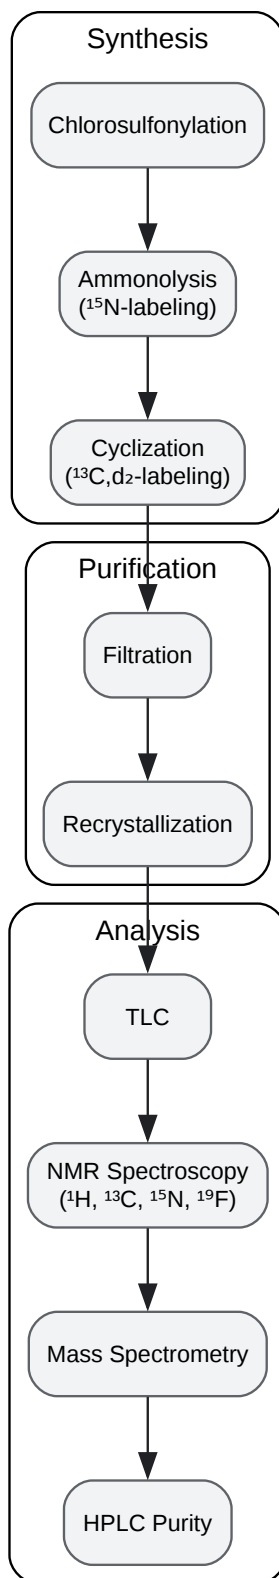 Synthesis
Chlorosulfonylation
Ammonolysis
(¹⁵N-labeling)
Cyclization
(¹³C,d₂-labeling)
Purification
Filtration
Recrystallization
Analysis
TLC
NMR Spectroscopy
(¹H, ¹³C, ¹⁵N, ¹⁹F)
Mass Spectrometry
HPLC Purity